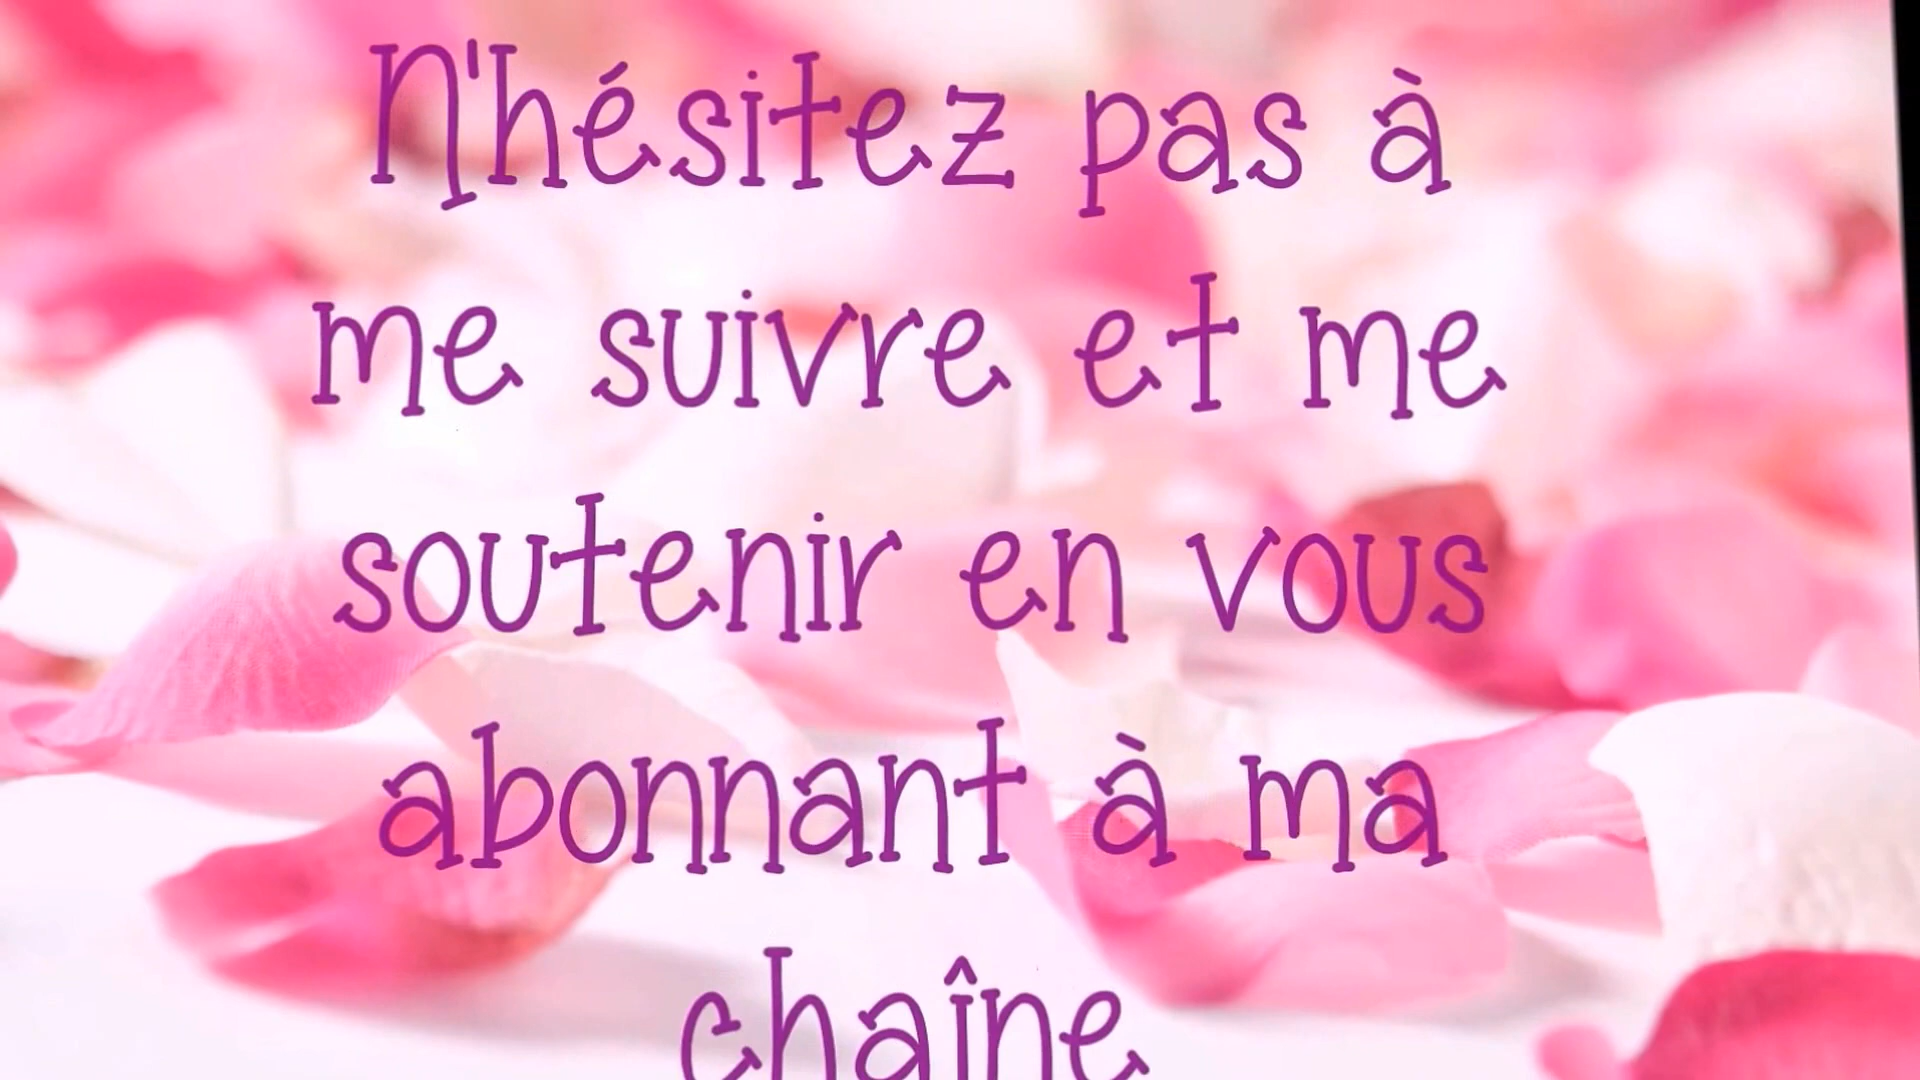 N'hésitez pas à
me suivre et me
soutenir en vous
abonnant à ma
chaîne